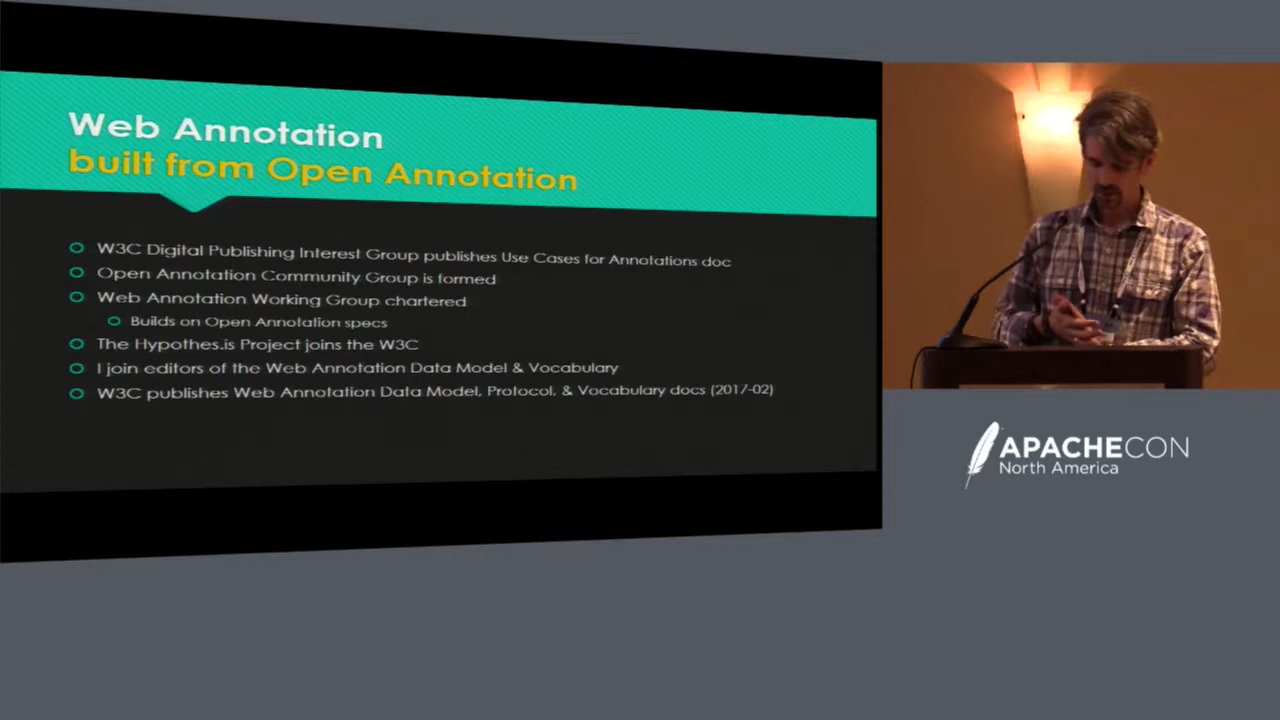 Web Annotation
built from Open Annotation
W3C Digital Publishing Interest Group publishes Use Cases for Annotations doc
Open Annotation Community Group is formed
Web Annotation Working Group chartered
Builds on Open Annotation specs
The Hypothes.is Project joins the W3C
I join editors of the Web Annotation Data Model & Vocabulary
W3C publishes Web Annotation Data Model, Protocol, & Vocabulary docs (2017-02)
APACHECON
North America